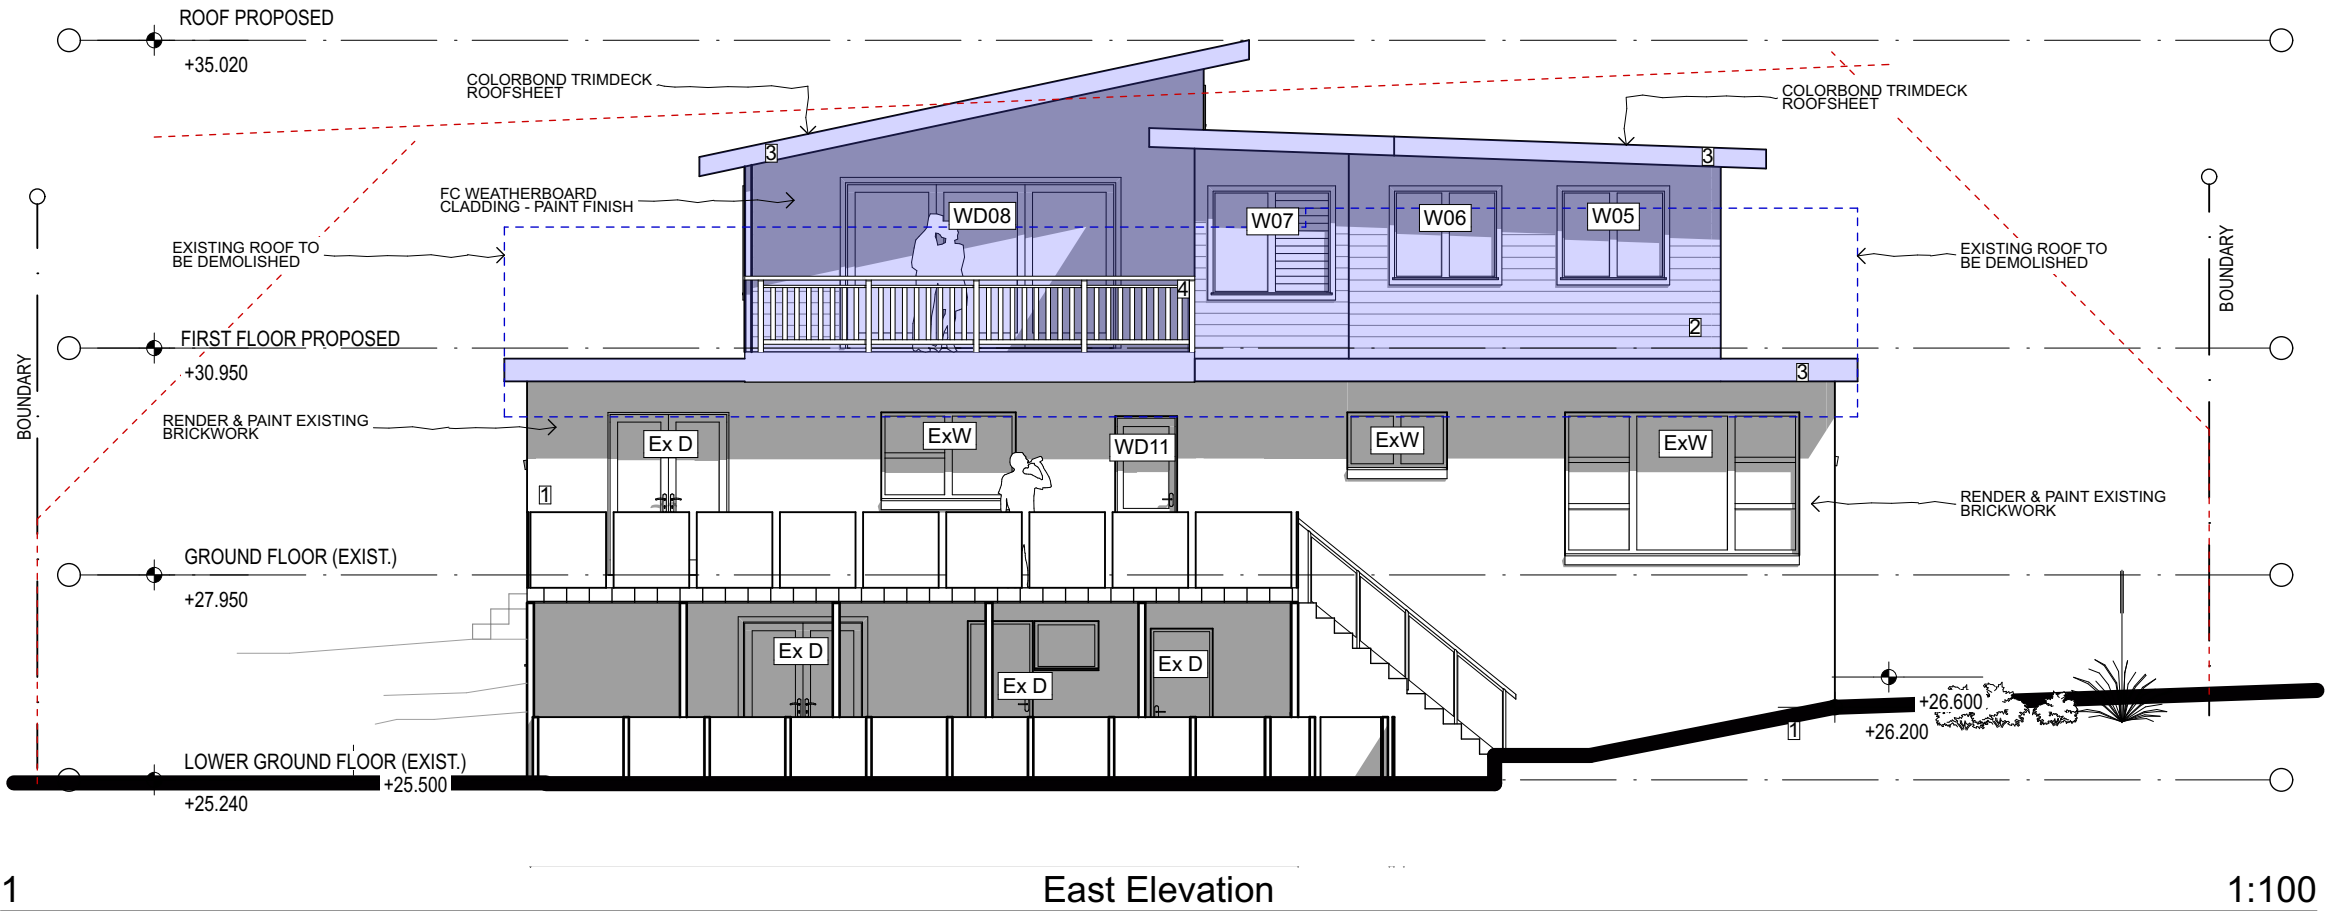 ROOF PROPOSED
+35.020
COLORBOND TRIMDECK
ROOFSHEET
COLORBOND TRIMDECK
ROOFSHEET
3
3
FC WEATHERBOARD
CLADDING - PAINT FINISH
WD08
W07
W06
W05
EXISTING ROOF TO
BE DEMOLISHED
EXISTING ROOF TO
BE DEMOLISHED
BOUNDARY
4
2
FIRST FLOOR PROPOSED
+30.950
3
BOUNDARY
RENDER & PAINT EXISTING
BRICKWORK
Ex D
ExW
WD11
ExW
ExW
1
RENDER & PAINT EXISTING
BRICKWORK
GROUND FLOOR (EXIST.)
+27.950
Ex D
Ex D
Ex D
+26.600
+26.200
1
LOWER GROUND FLOOR (EXIST.)
+25.500
+25.240
1
East Elevation
1:100